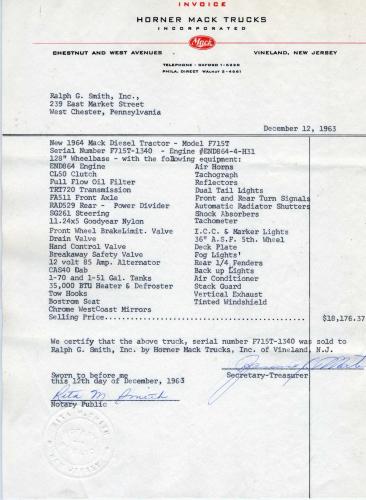 INVOICE
HORNER MACK TRUCKS
INCORPORATED
Mack
CHESTNUT AND WEST AVENUES VINELAND, NEW JERSEY
TELEPHONE - OXFORD 1-5220
PHILA. DIRECT WALNUT 2-4661
Ralph G. Smith, Inc.,
239 East Market Street
West Chester, Pennsylvania
December 12, 1963
New 1964 Mack Diesel Tractor - Model F715T
Serial Number F715T-1340 - Engine #END864-4-H31
128" Wheelbase - with the following equipment:
END864 Engine Air Horns
CL50 Clutch Tachograph
Full Flow Oil Filter Reflectors
TRT720 Transmission Dual Tail Lights
FA511 Front Axle Front and Rear Turn Signals
RAD529 Rear - Power Divider Automatic Radiator Shutters
SG261 Steering Shock Absorbers
11.24x5 Goodyear Nylon Tachometer
Front Wheel BrakeLimit. Valve I.C.C. & Marker Lights
Drain Valve 36" A.S.F. 5th. Wheel
Hand Control Valve Deck Plate
Breakaway Safety Valve Fog Lights'
12 volt 85 Amp. Alternator Rear 1/4 Fenders
CAS40 Dab Back up Lights
1-70 and 1-51 Gal. Tanks Air Conditioner
35,000 BTU Heater & Defroster Stack Guard
Tow Hooks Vertical Exhaust
Bostrom Seat Tinted Windshield
Chrome WestCoast Mirrors
Selling Price.......................................... $18,176.37
We certify that the above truck, serial number F715T-1340 was sold to
Ralph G. Smith, Inc. by Horner Mack Trucks, Inc. of Vineland, N.J.
Sworn to before me Secretary-Treasurer
this 12th day of December, 1963
Rita M Smith
Notary Public